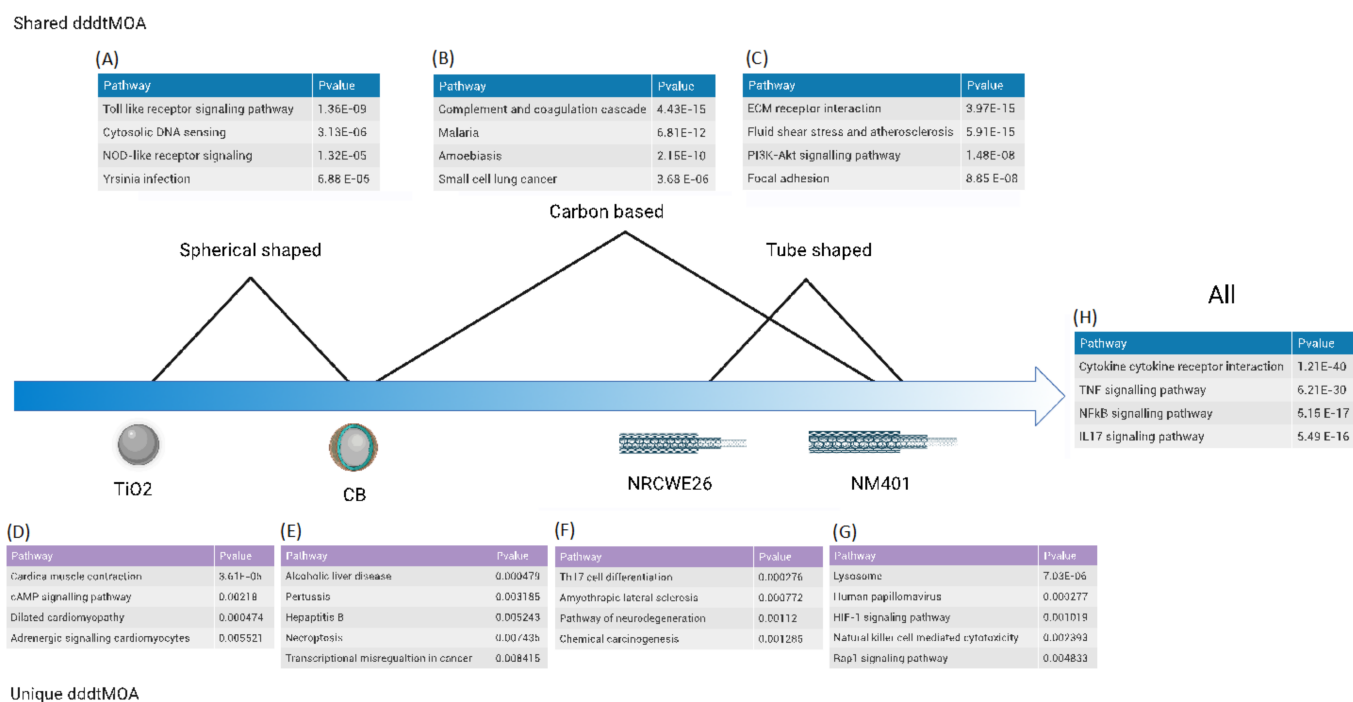 Shared dddtMOA
(A)
Pathway Pvalue
Toll like receptor signaling pathway 1.36E-09
Cytosolic DNA sensing 3.13E-06
NOD-like receptor signaling 1.32E-05
Yrsinia infection 6.88 E-05
(B)
Pathway Pvalue
Complement and coagulation cascade 4.43E-15
Malaria 6.81E-12
Amoebiasis 2.15E-10
Small cell lung cancer 3.68 E-06
(C)
Pathway Pvalue
ECM receptor interaction 3.97E-15
Fluid shear stress and atherosclerosis 5.91E-15
PI3K-Akt signalling pathway 1.48E-08
Focal adhesion 8.85 E-08
Carbon based
Spherical shaped
Tube shaped
All
(H)
Pathway Pvalue
Cytokine cytokine receptor interaction 1.21E-40
TNF signalling pathway 6.21E-30
NFkB signalling pathway 5.15 E-17
IL17 signaling pathway 5.49 E-16
TiO2
CB
NRCWE26
NM401
(D)
Pathway Pvalue
Cardica muscle contraction 3.61E-05
cAMP signalling pathway 0.00218
Dilated cardiomyopathy 0.000474
Adrenergic signalling cardiomyocytes 0.005521
(E)
Pathway Pvalue
Alcoholic liver disease 0.000479
Pertussis 0.003185
Hepaptitis B 0.005243
Necroptosis 0.007435
Transcriptional misregualtion in cancer 0.008415
(F)
Pathway Pvalue
Th17 cell differentiation 0.000276
Amyothrapic lateral sclerosis 0.000772
Pathway of neurodegeneration 0.00112
Chemical carcinogenesis 0.001285
(G)
Pathway Pvalue
Lysosome 7.03E-06
Human papillomavirus 0.000277
HIF-1 signaling pathway 0.001019
Natural killer cell mediated cytotoxicity 0.002393
Rap1 signaling pathway 0.004833
Unique dddtMOA